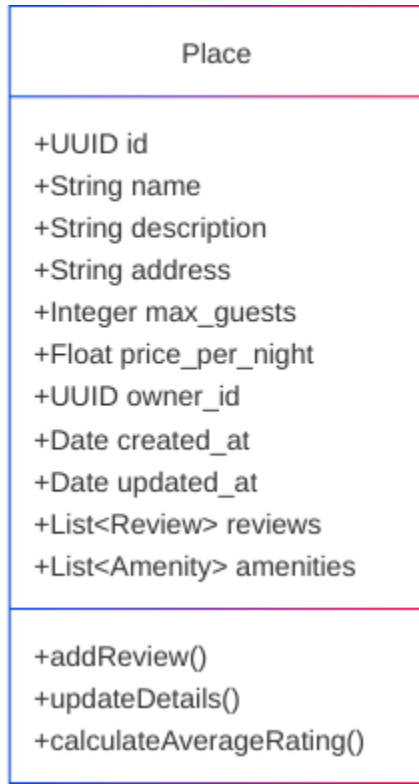 Place
+UUID id
+String name
+String description
+String address
+Integer max_guests
+Float price_per_night
+UUID owner_id
+Date created_at
+Date updated_at
+List<Review> reviews
+List<Amenity> amenities
+addReview()
+updateDetails()
+calculateAverageRating()